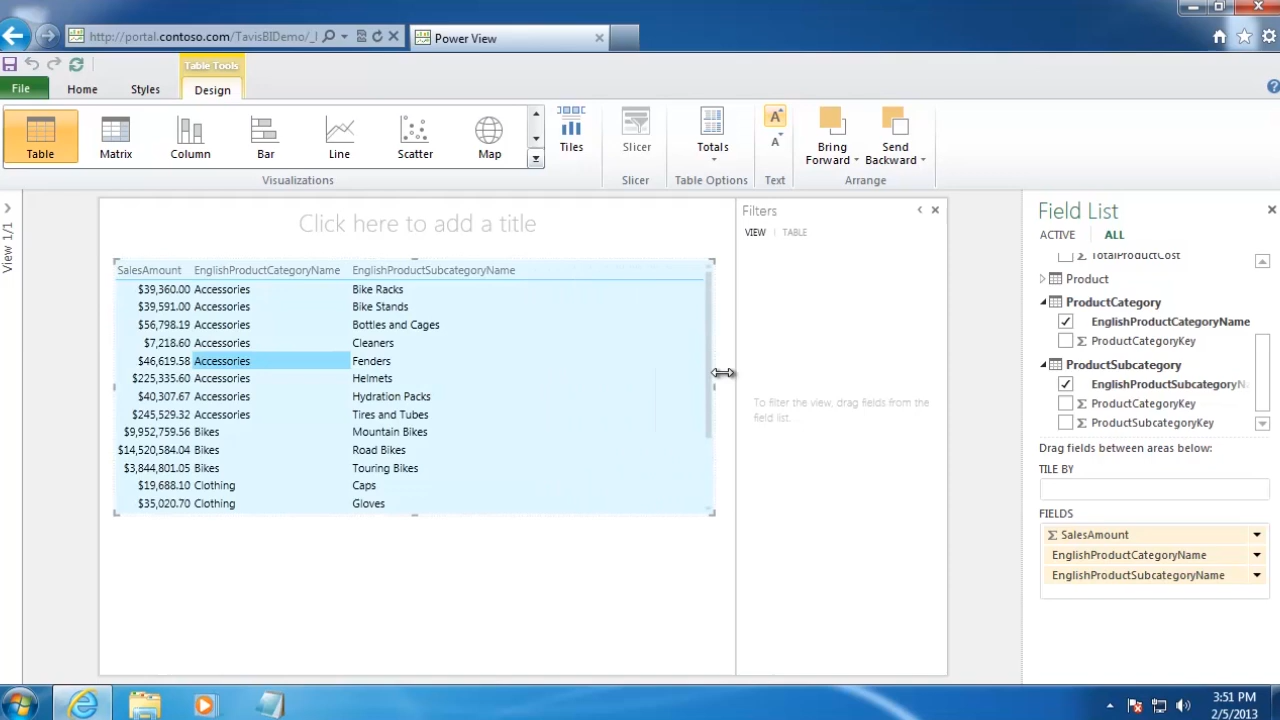 http://portal.contoso.com/TavisBIDemo/_l
Power View
Table Tools
File Home Styles Design
Table Matrix Column Bar Line Scatter Map
Tiles
Slicer
Totals
A
A
Bring Forward
Send Backward
Visualizations Slicer Table Options Text Arrange
View 1/1
Click here to add a title
SalesAmount EnglishProductCategoryName EnglishProductSubcategoryName
$39,360.00 Accessories Bike Racks
$39,591.00 Accessories Bike Stands
$56,798.19 Accessories Bottles and Cages
$7,218.60 Accessories Cleaners
$46,619.58 Accessories Fenders
$225,335.60 Accessories Helmets
$40,307.67 Accessories Hydration Packs
$245,529.32 Accessories Tires and Tubes
$9,952,759.56 Bikes Mountain Bikes
$14,520,584.04 Bikes Road Bikes
$3,844,801.05 Bikes Touring Bikes
$19,688.10 Clothing Caps
$35,020.70 Clothing Gloves
Filters
VIEW | TABLE
To filter the view, drag fields from the
field list.
Field List
ACTIVE ALL
Σ TotalProductCost
Product
ProductCategory
EnglishProductCategoryName
Σ ProductCategoryKey
ProductSubcategory
EnglishProductSubcategoryN
Σ ProductCategoryKey
Σ ProductSubcategoryKey
Drag fields between areas below:
TILE BY
FIELDS
Σ SalesAmount
EnglishProductCategoryName
EnglishProductSubcategoryName
3:51 PM
2/5/2013